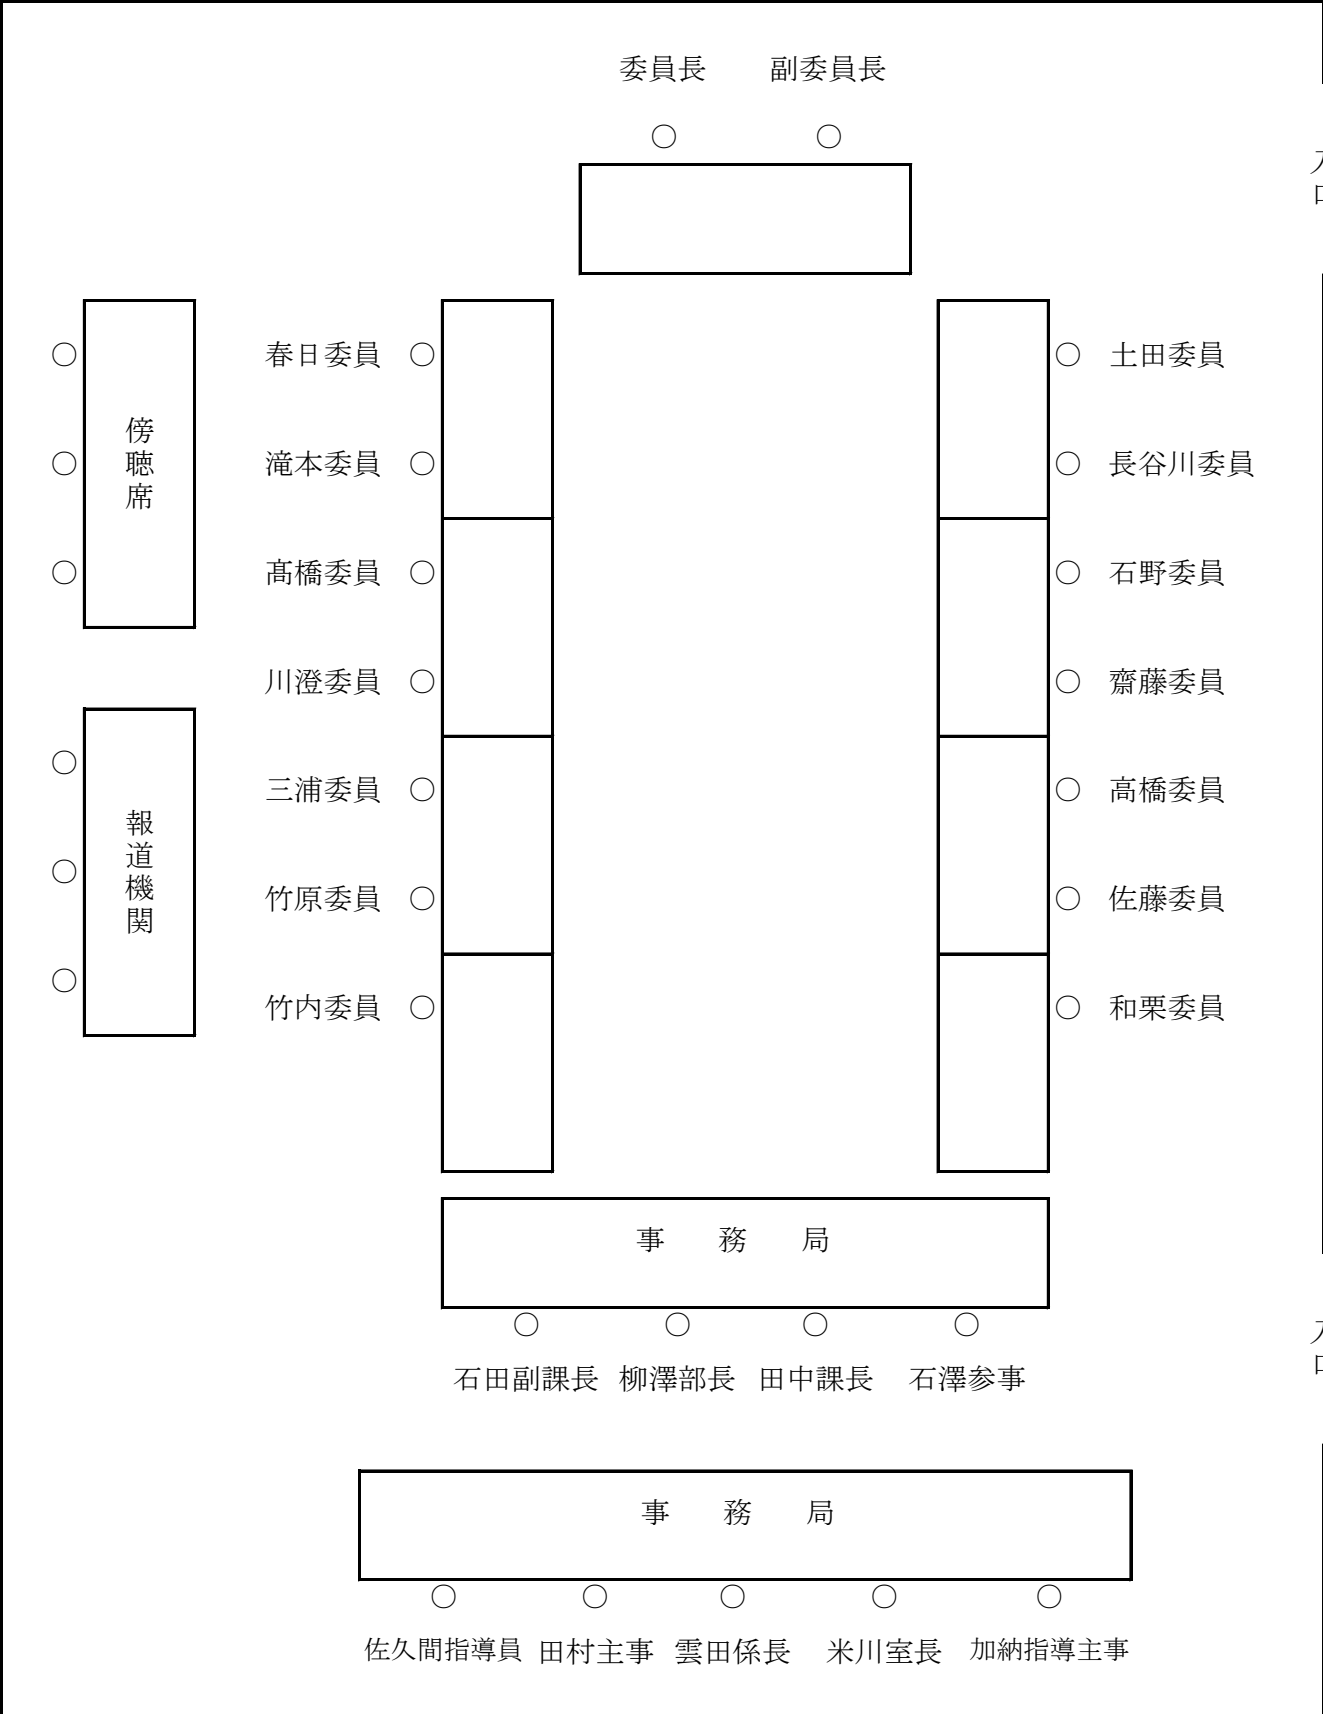 委員長 副委員長
入口
傍聴席
春日委員 土田委員
滝本委員 長谷川委員
髙橋委員 石野委員
川澄委員 齋藤委員
報道機関
三浦委員 高橋委員
竹原委員 佐藤委員
竹内委員 和栗委員
事 務 局
入口
石田副課長 柳澤部長 田中課長 石澤参事
事 務 局
佐久間指導員 田村主事 雲田係長 米川室長 加納指導主事